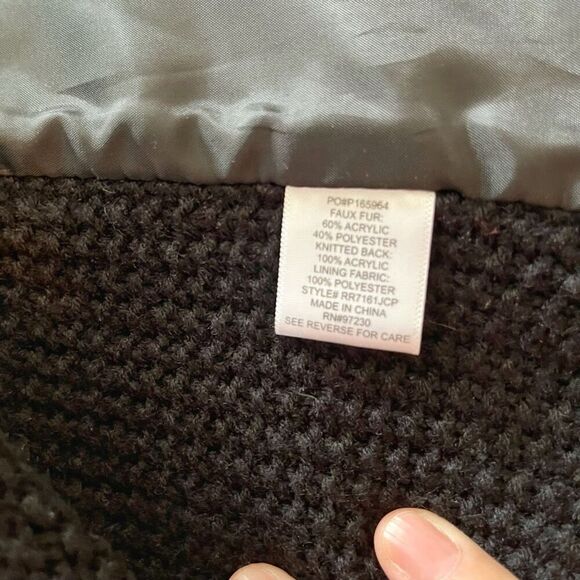 PO#P165964
FAUX FUR:
60% ACRYLIC
40% POLYESTER
KNITTED BACK:
100% ACRYLIC
LINING FABRIC:
100% POLYESTER
STYLE# RR7161JCP
MADE IN CHINA
RN#97230
SEE REVERSE FOR CARE